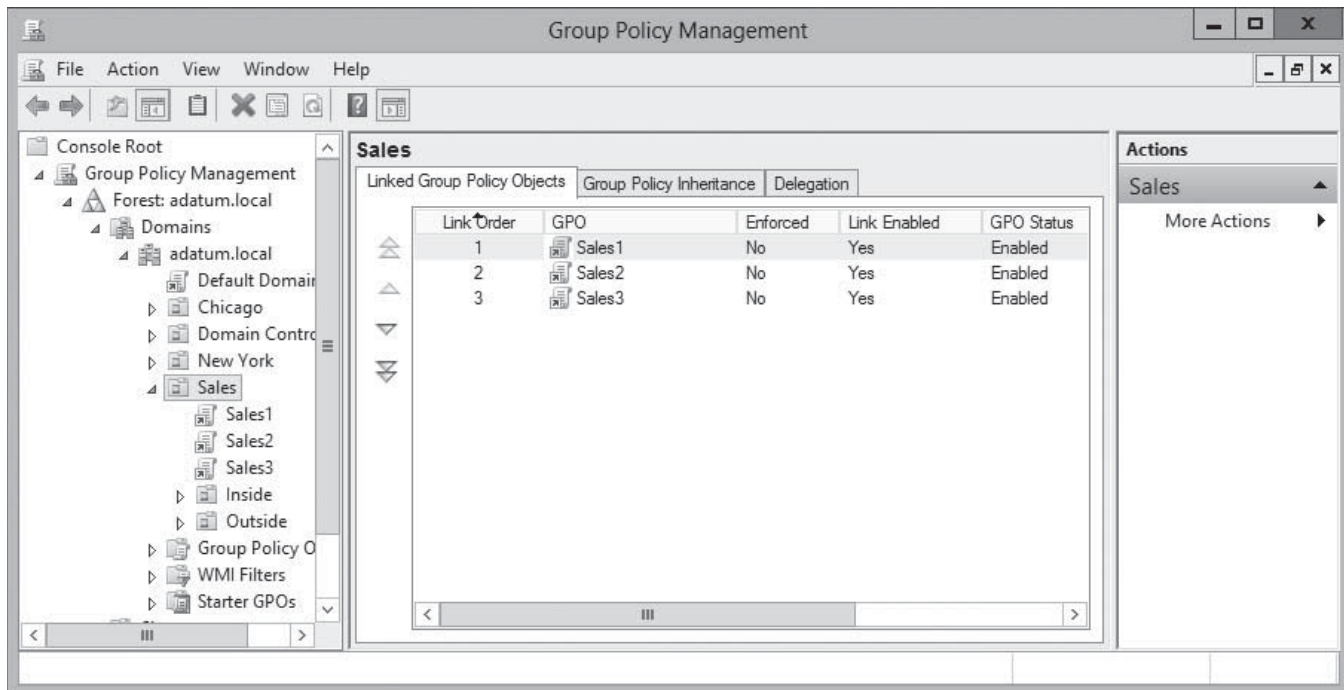 Group Policy Management
File Action View Window Help
Console Root
Group Policy Management
Forest: adatum.local
Domains
adatum.local
Default Domair
Chicago
Domain Contro
New York
Sales
Sales1
Sales2
Sales3
Inside
Outside
Group Policy O
WMI Filters
Starter GPOs
Sales
Linked Group Policy Objects Group Policy Inheritance Delegation
Link Order GPO Enforced Link Enabled GPO Status
1 Sales1 No Yes Enabled
2 Sales2 No Yes Enabled
3 Sales3 No Yes Enabled
Actions
Sales
More Actions